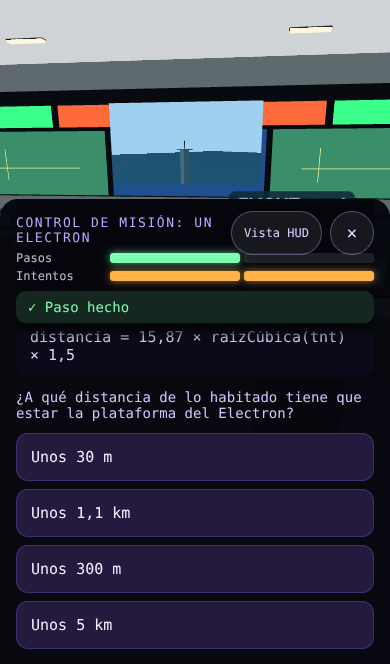 CONTROL DE MISIÓN: UN
ELECTRON
Vista HUD
×
Pasos
Intentos
✓ Paso hecho
distancia = 15,87 × raízCúbica(tnt)
× 1,5
¿A qué distancia de lo habitado tiene que
estar la plataforma del Electron?
Unos 30 m
Unos 1,1 km
Unos 300 m
Unos 5 km